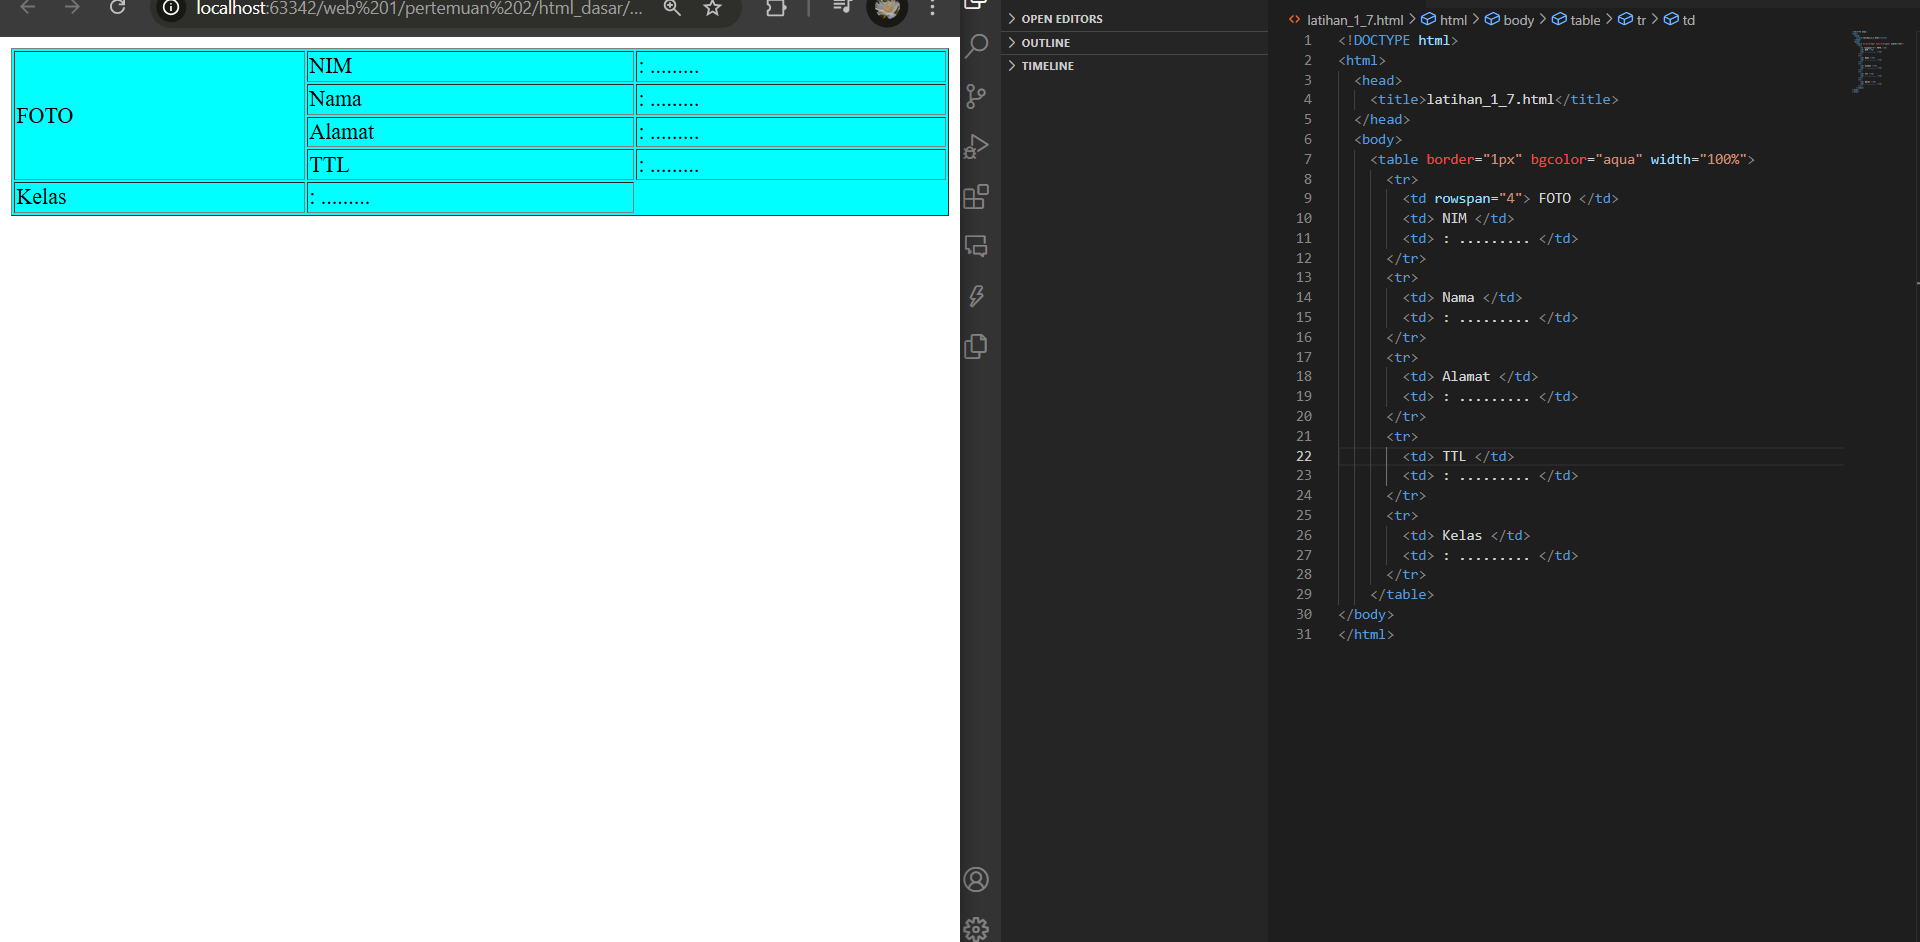 localhost:63342/web%201/pertemuan%202/html_dasar/...
FOTO
NIM : .........
Nama : .........
Alamat : .........
TTL : .........
Kelas : .........
OPEN EDITORS
OUTLINE
TIMELINE
latihan_1_7.html > html > body > table > tr > td
1 <!DOCTYPE html>
2 <html>
3 <head>
4 <title>latihan_1_7.html</title>
5 </head>
6 <body>
7 <table border="1px" bgcolor="aqua" width="100%">
8 <tr>
9 <td rowspan="4"> FOTO </td>
10 <td> NIM </td>
11 <td> : ......... </td>
12 </tr>
13 <tr>
14 <td> Nama </td>
15 <td> : ......... </td>
16 </tr>
17 <tr>
18 <td> Alamat </td>
19 <td> : ......... </td>
20 </tr>
21 <tr>
22 <td> TTL </td>
23 <td> : ......... </td>
24 </tr>
25 <tr>
26 <td> Kelas </td>
27 <td> : ......... </td>
28 </tr>
29 </table>
30 </body>
31 </html>